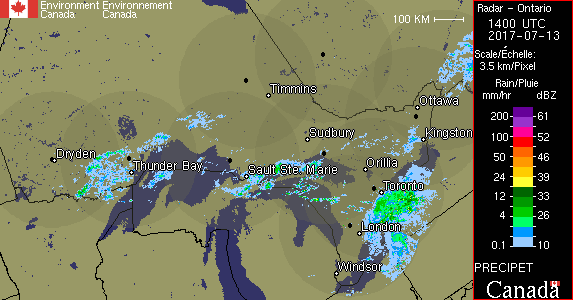 Environment Environnement
Canada Canada
100 KM
Timmins
Ottawa
Sudbury
Kingston
Dryden
Thunder Bay
Sault Ste. Marie
Orillia
Toronto
London
Windsor
Radar - Ontario
1400 UTC
2017-07-13
Scale/Échelle:
3.5 km/Pixel
Rain/Pluie
mm/hr dBZ
200 61
100 52
50 46
24 39
12 33
4 26
1 16
0.1 10
PRECIPET
Canada